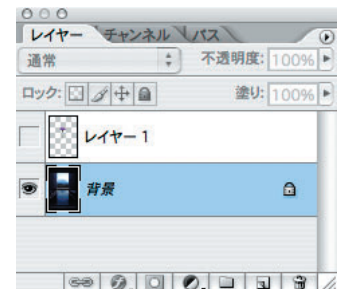 レイヤー チャンネル パス
通常 不透明度: 100%
ロック: 塗り: 100%
レイヤー 1
背景